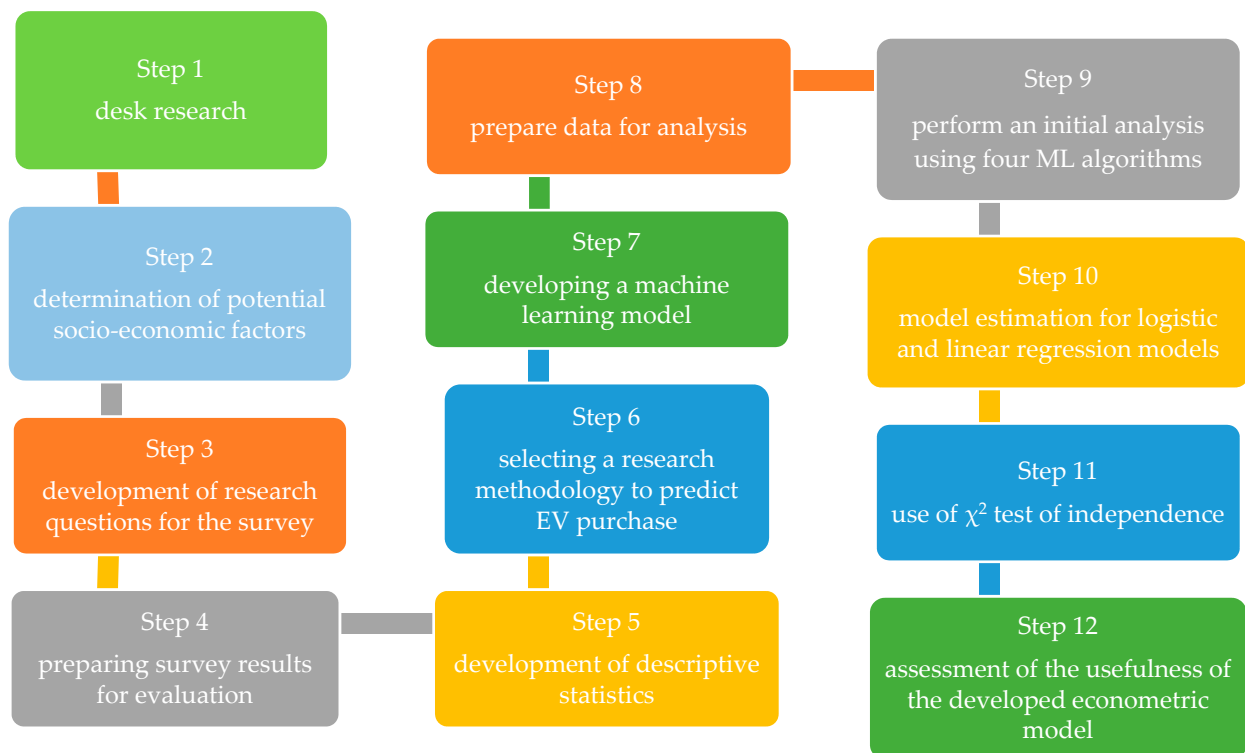 Step 1
desk research
Step 2
determination of potential
socio-economic factors
Step 3
development of research
questions for the survey
Step 4
preparing survey results
for evaluation
Step 5
development of descriptive
statistics
Step 6
selecting a research
methodology to predict
EV purchase
Step 7
developing a machine
learning model
Step 8
prepare data for analysis
Step 9
perform an initial analysis
using four ML algorithms
Step 10
model estimation for logistic
and linear regression models
Step 11
use of χ² test of independence
Step 12
assessment of the usefulness of
the developed econometric
model